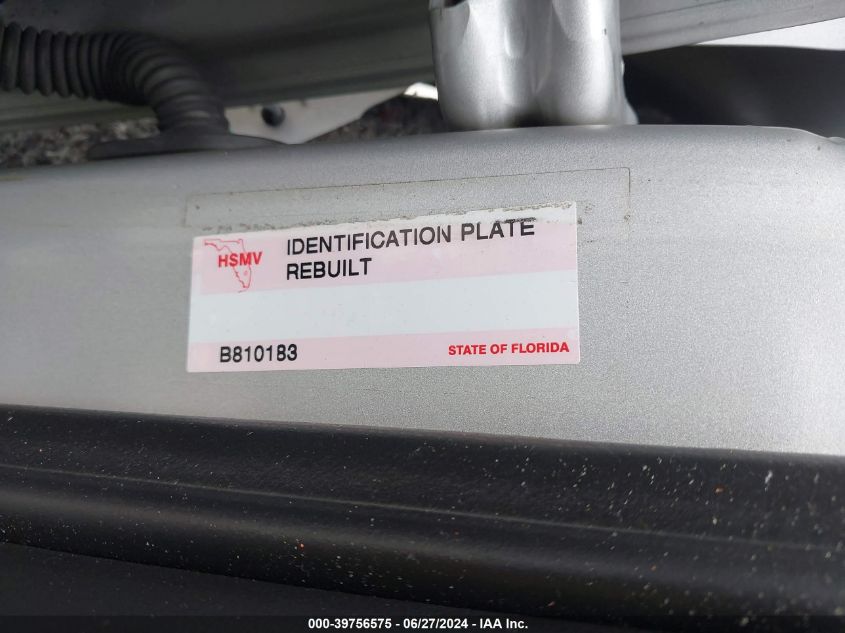 HSMV
IDENTIFICATION PLATE
REBUILT
B810183
STATE OF FLORIDA
000-39756575 - 06/27/2024 - IAA Inc.